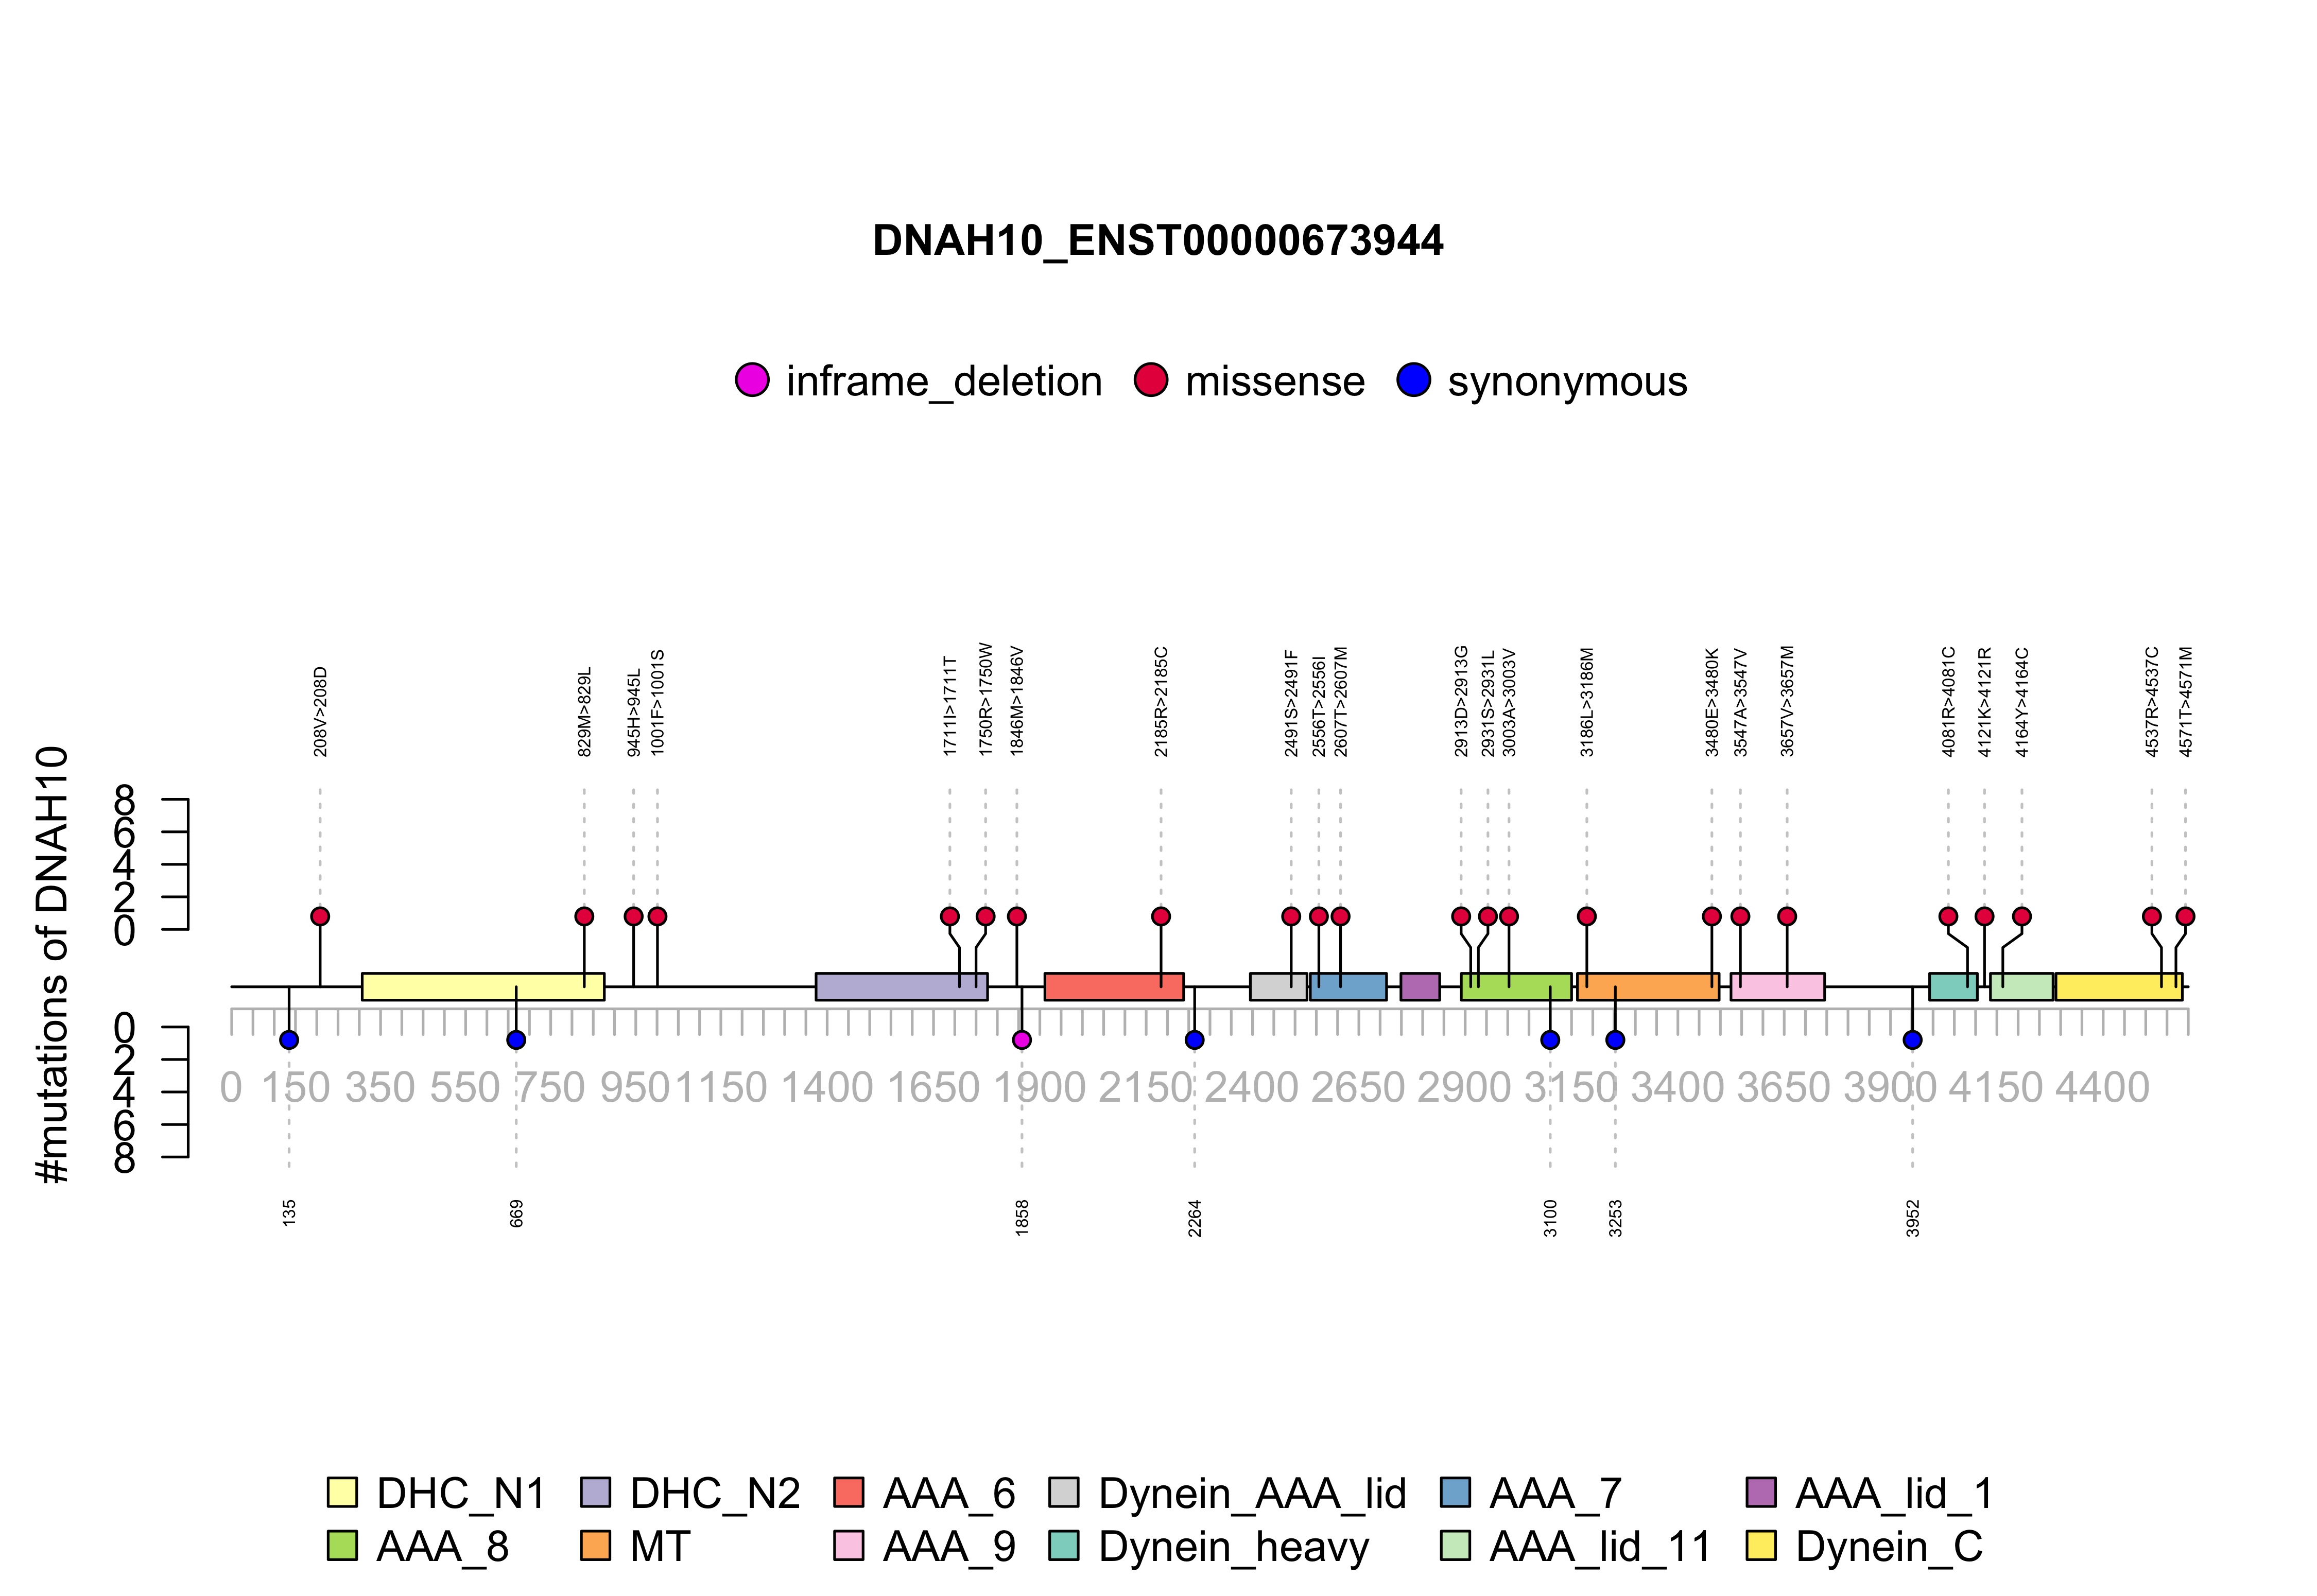 DNAH10_ENST00000673944
inframe_deletion missense synonymous
208V>208D
829M>829L
945H>945L
1001F>1001S
1711I>1711T
1750R>1750W
1846M>1846V
2185R>2185C
2491S>2491F
2556T>2556I
2607T>2607M
2913D>2913G
2931S>2931L
3003A>3003V
3186L>3186M
3480E>3480K
3547A>3547V
3657V>3657M
4081R>4081C
4121K>4121R
4164Y>4164C
4537R>4537C
4571T>4571M
#mutations of DNAH10
8
6
4
2
0
0
2
4
6
8
0 150 350 550 750 950 1150 1400 1650 1900 2150 2400 2650 2900 3150 3400 3650 3900 4150 4400
135
669
1858
2264
3100
3253
3952
DHC_N1 DHC_N2 AAA_6 Dynein_AAA_lid AAA_7 AAA_lid_1
AAA_8 MT AAA_9 Dynein_heavy AAA_lid_11 Dynein_C